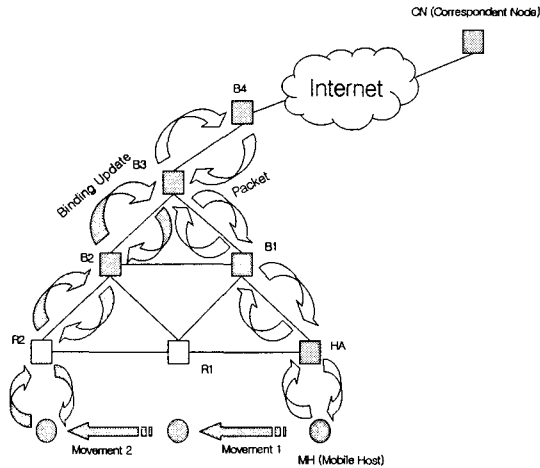 CN (Correspondant Node)
B4
Internet
B3
Binding Update
Packet
B2
B1
R2
R1
HA
Movement 2
Movement 1
MH (Mobile Host)